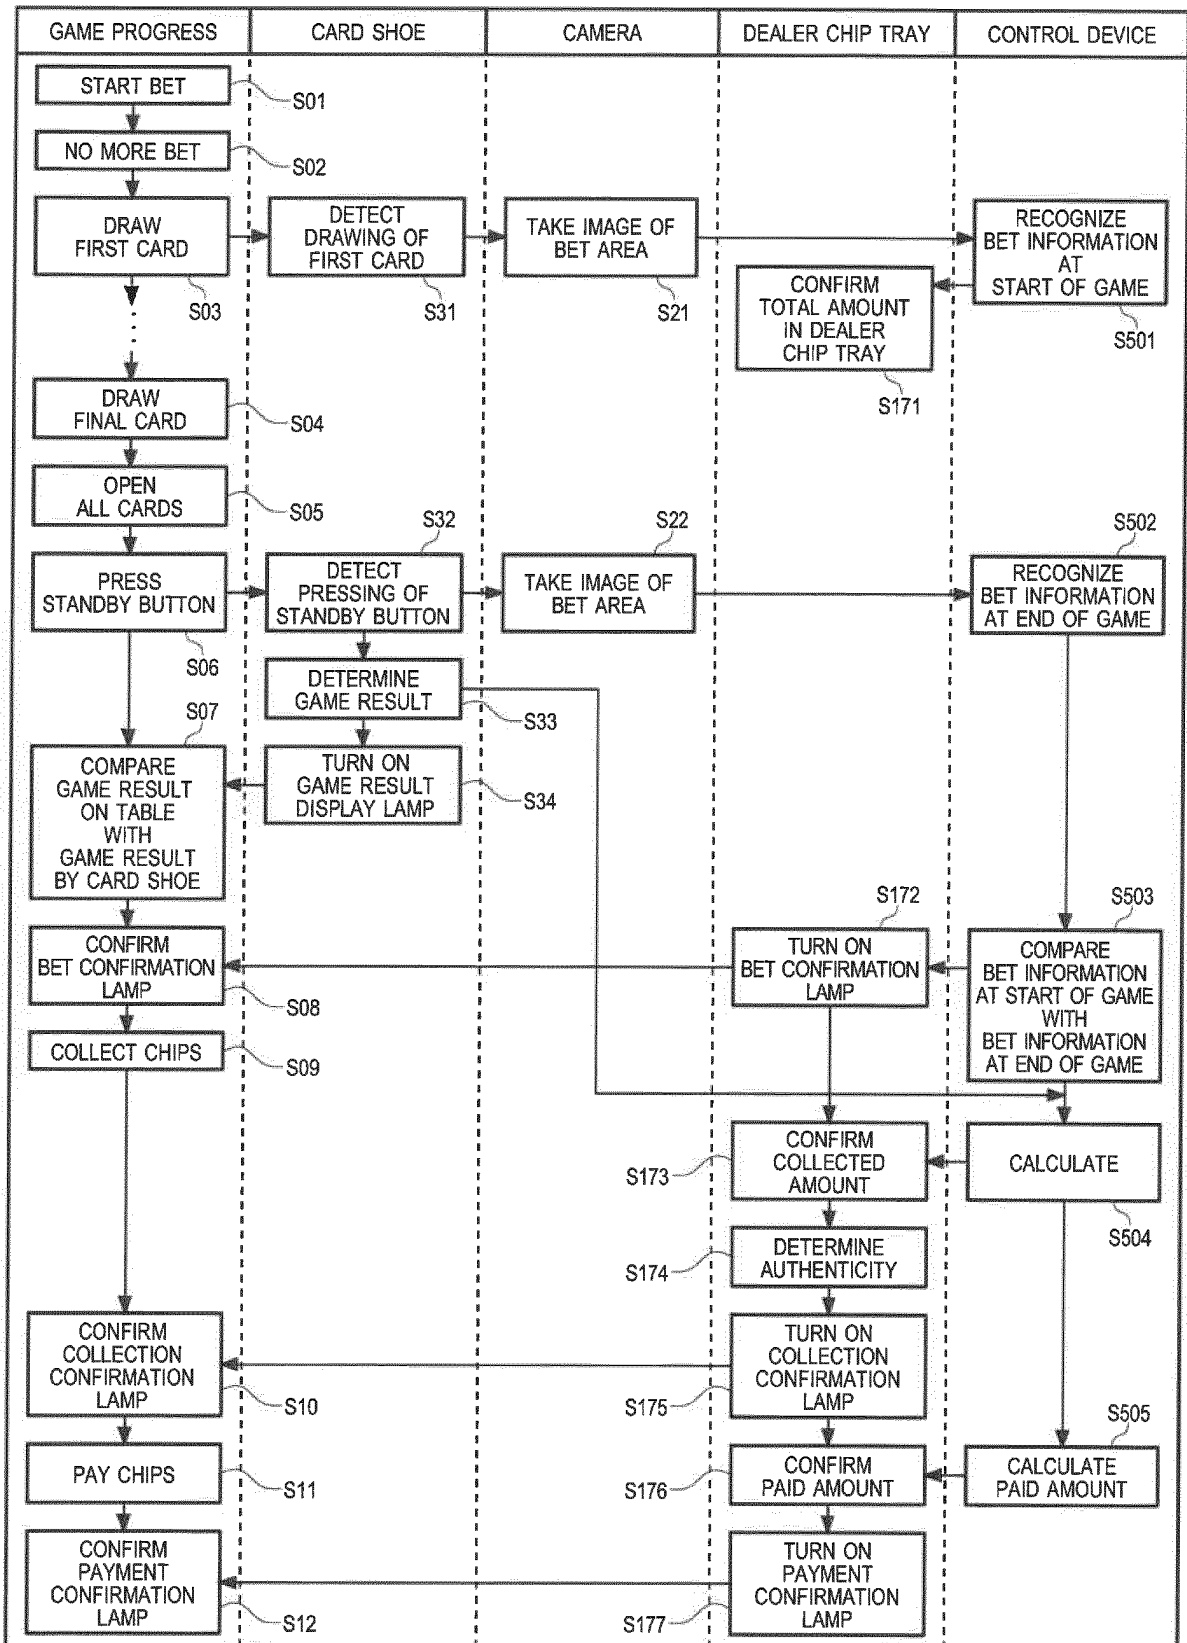 GAME PROGRESS
CARD SHOE
CAMERA
DEALER CHIP TRAY
CONTROL DEVICE
START BET
S01
NO MORE BET
S02
DRAW
FIRST CARD
S03
DETECT
DRAWING OF
FIRST CARD
S31
TAKE IMAGE OF
BET AREA
S21
RECOGNIZE
BET INFORMATION
AT
START OF GAME
S501
CONFIRM
TOTAL AMOUNT
IN DEALER
CHIP TRAY
S171
DRAW
FINAL CARD
S04
OPEN
ALL CARDS
S05
PRESS
STANDBY BUTTON
S06
S32
DETECT
PRESSING OF
STANDBY BUTTON
S22
TAKE IMAGE OF
BET AREA
S502
RECOGNIZE
BET INFORMATION
AT END OF GAME
DETERMINE
GAME RESULT
S33
S07
COMPARE
GAME RESULT
ON TABLE
WITH
GAME RESULT
BY CARD SHOE
TURN ON
GAME RESULT
DISPLAY LAMP
S34
CONFIRM
BET CONFIRMATION
LAMP
S08
S172
TURN ON
BET CONFIRMATION
LAMP
S503
COMPARE
BET INFORMATION
AT START OF GAME
WITH
BET INFORMATION
AT END OF GAME
COLLECT CHIPS
S09
S173
CONFIRM
COLLECTED
AMOUNT
CALCULATE
S504
S174
DETERMINE
AUTHENTICITY
CONFIRM
COLLECTION
CONFIRMATION
LAMP
S10
S175
TURN ON
COLLECTION
CONFIRMATION
LAMP
PAY CHIPS
S11
S176
CONFIRM
PAID AMOUNT
S505
CALCULATE
PAID AMOUNT
CONFIRM
PAYMENT
CONFIRMATION
LAMP
S12
S177
TURN ON
PAYMENT
CONFIRMATION
LAMP